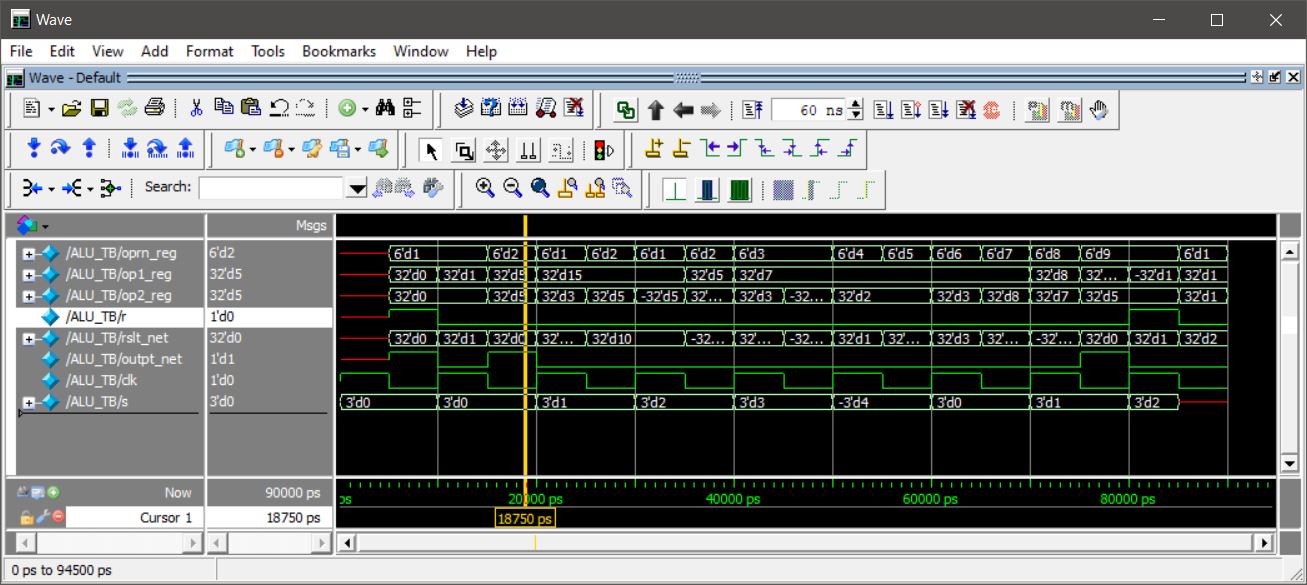 Wave
File Edit View Add Format Tools Bookmarks Window Help
Wave - Default
60 ns
Search:
Msgs
/ALU_TB/oprn_reg 6'd2 6'd1 6'd2 6'd1 6'd2 6'd1 6'd2 6'd3 6'd4 6'd5 6'd6 6'd7 6'd8 6'd9 6'd1
/ALU_TB/op1_reg 32'd5 32'd0 32'd1 32'd5 32'd15 32'd5 32'd7 32'd8 32'... -32'd1 32'd1
/ALU_TB/op2_reg 32'd5 32'd0 32'd5 32'd3 32'd5 -32'd5 32'... 32'd3 -32... 32'd2 32'd3 32'd8 32'd7 32'd5 32'd1
/ALU_TB/r 1'd0
/ALU_TB/rslt_net 32'd0 32'd0 32'd1 32'd0 32'... 32'd10 -32... 32'... -32... 32'd1 32'... 32'd3 32'... -32'... 32'd0 32'd1 32'd2
/ALU_TB/outpt_net 1'd1
/ALU_TB/clk 1'd0
/ALU_TB/s 3'd0 3'd0 3'd0 3'd1 3'd2 3'd3 -3'd4 3'd0 3'd1 3'd2
Now 90000 ps ps 20000 ps 40000 ps 60000 ps 80000 ps
Cursor 1 18750 ps 18750 ps
0 ps to 94500 ps